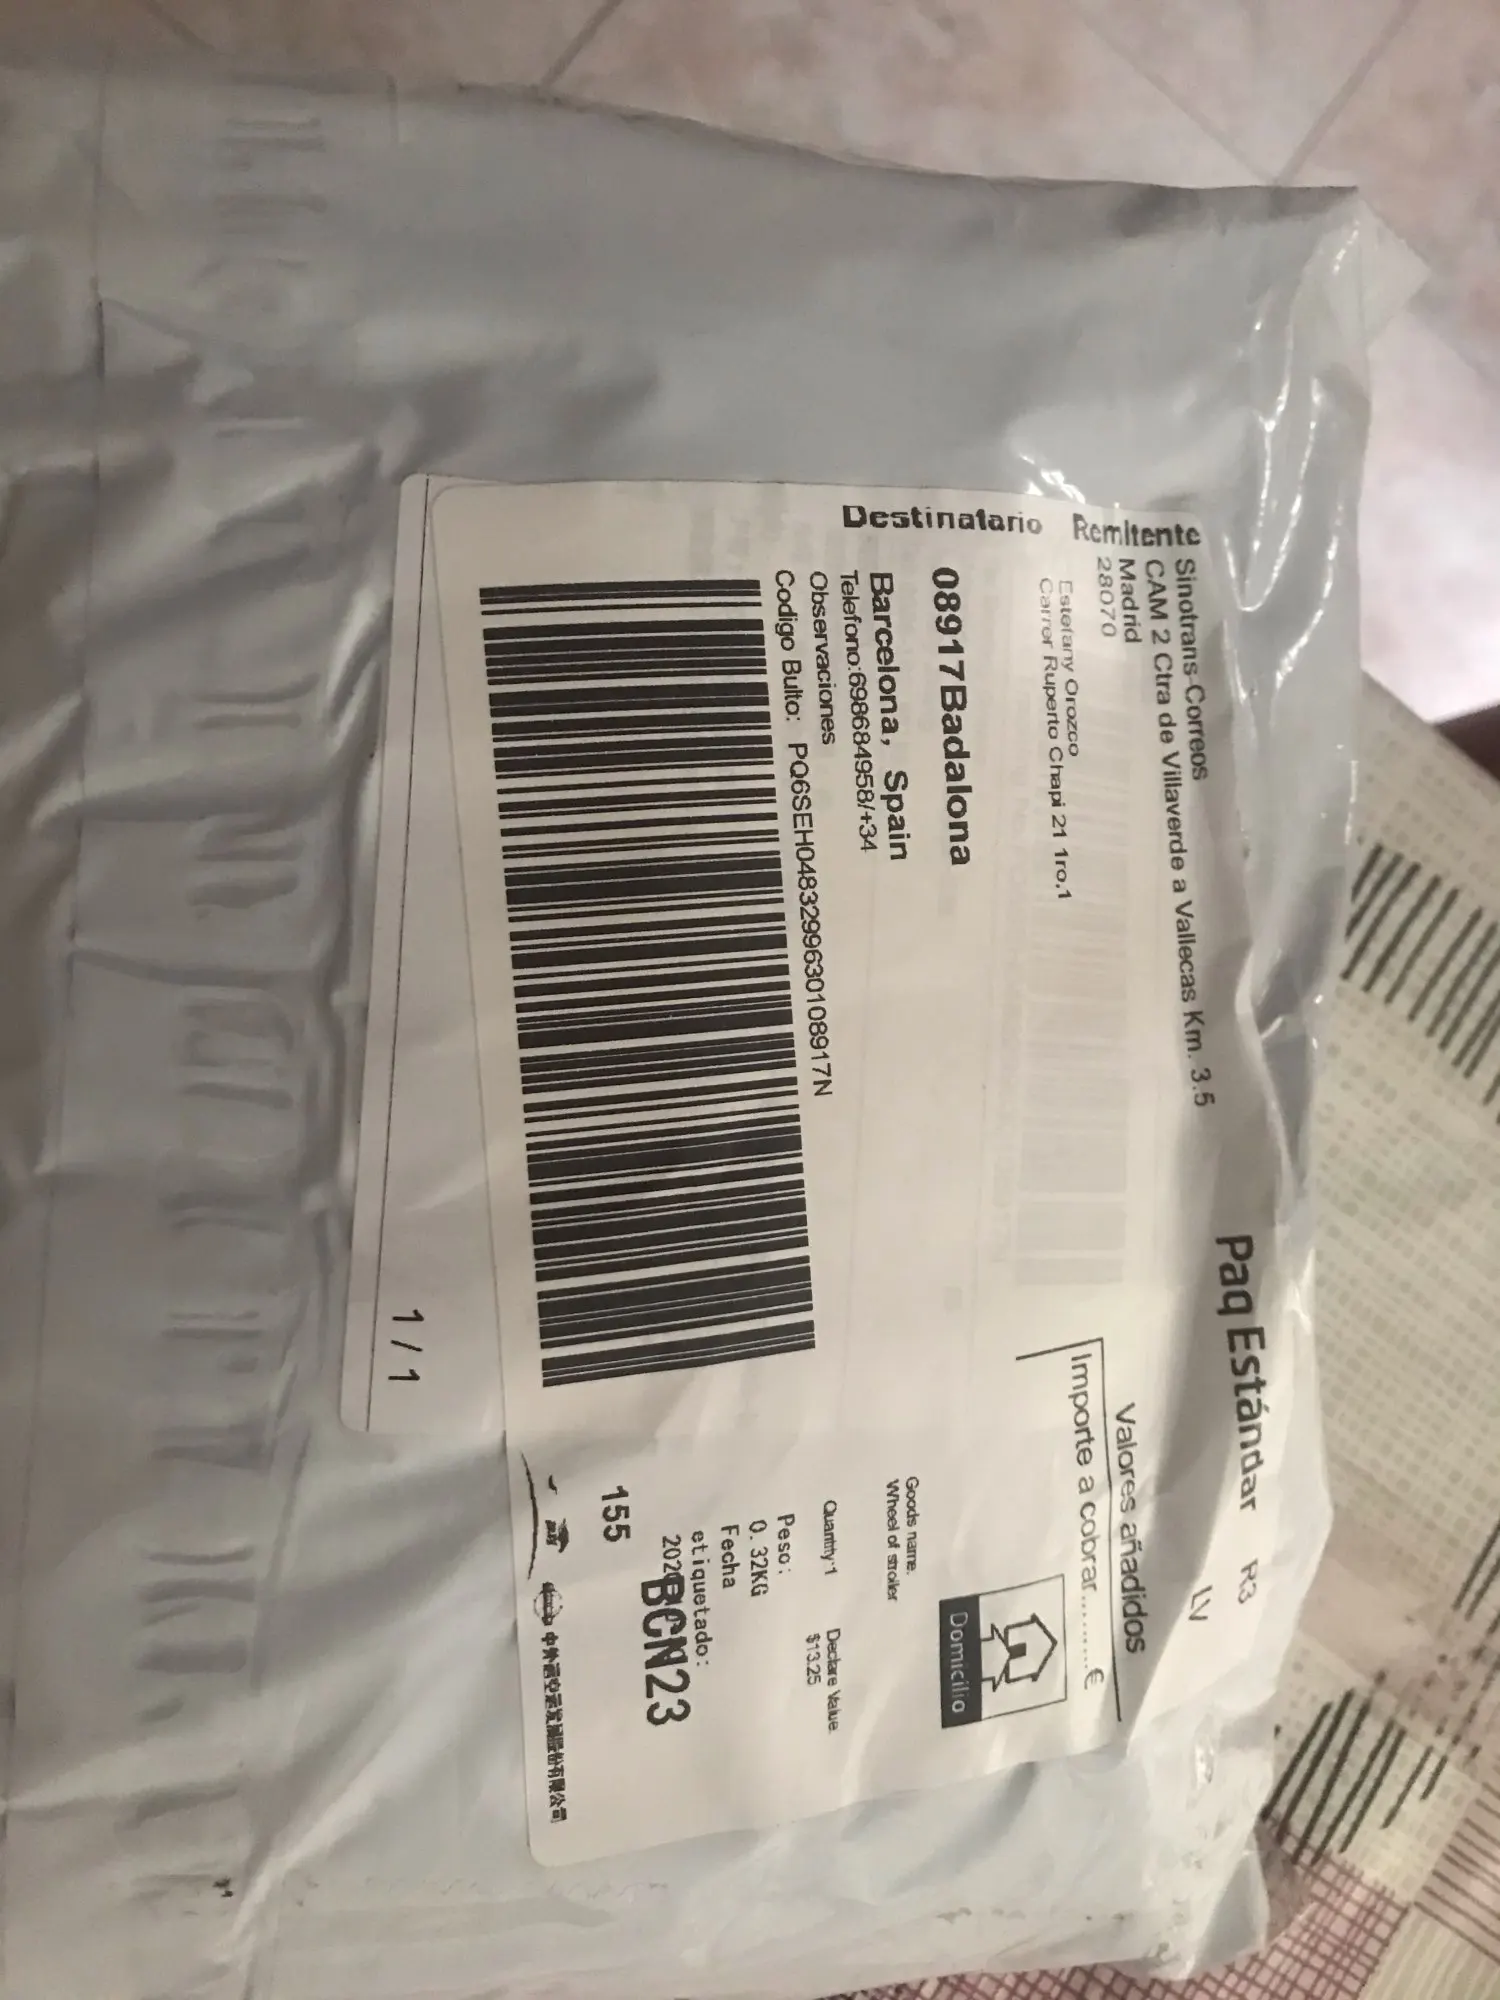 Paq Estándar
R3
LV
Remitente
Sinotrans-Correos
CAM 2 Ctra de Villaverde a Vallecas Km. 3.5
Madrid
28070
Valores añadidos
Importe a cobrar.........€
Destinatario
Estefany Orozco
Carrer Ruperto Chapi 21 1ro,1
08917Badalona
Barcelona, Spain
Telefono:698684958/+34
Observaciones
Codigo Bulto: PQ6SEH0483299630108917N
Domicilio
Goods name:
Wheel of stroller
Quantity:1
Declare Value:
$13.25
Peso:
0.32KG
Fecha
etiquetado:
BCN23
155
1/1